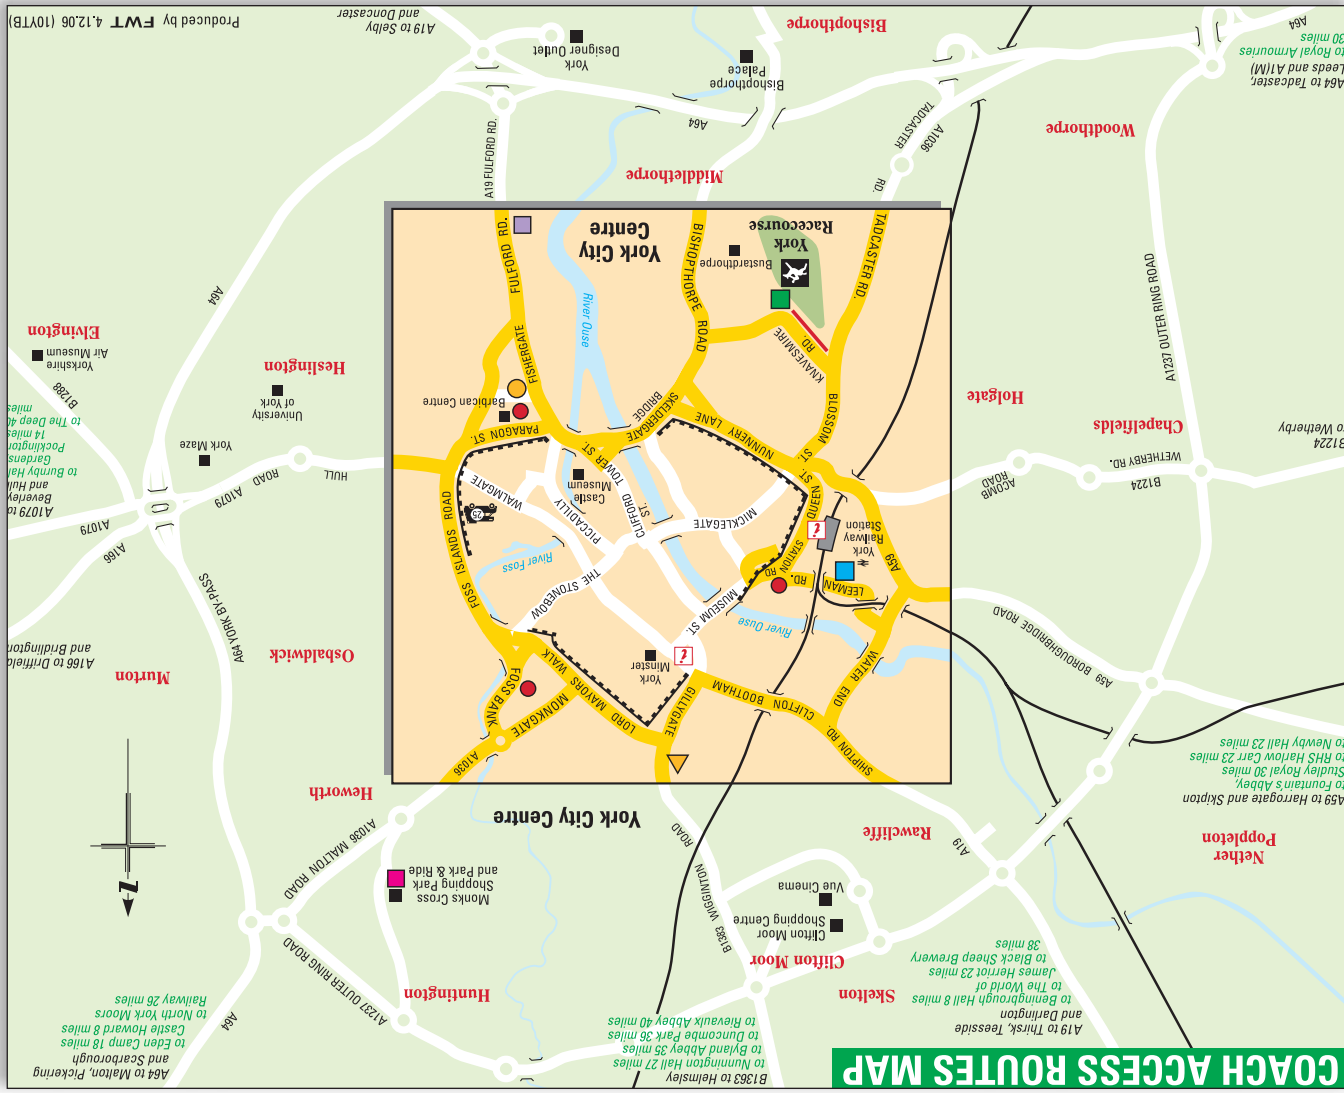 COACH ACCESS ROUTES MAP
B1363 to Helmsley
to Nunnington Hall 27 miles
to Byland Abbey 35 miles
to Duncombe Park 36 miles
to Rievaulx Abbey 40 miles
A64 to Malton, Pickering
and Scarborough
to Eden Camp 18 miles
Castle Howard 8 miles
to North York Moors
Railway 26 miles
A19 to Thirsk, Teesside
and Darlington
to Beningbrough Hall 8 miles
to The World of
James Herriot 23 miles
to Black Sheep Brewery
38 miles
A64
A1237 OUTER RING ROAD
Huntington
Skelton
Clifton Moor
Clifton Moor
Shopping Centre
Vue Cinema
B1363 WIGGINTON
ROAD
Monks Cross
Shopping Park
and Park & Ride
n
A1036 MALTON ROAD
Heworth
York City Centre
Rawcliffe
A19
Nether
Poppleton
A59 to Harrogate and Skipton
to Fountain's Abbey,
Studley Royal 30 miles
to RHS Harlow Carr 23 miles
to Newby Hall 23 miles
SHIPTON RD.
CLIFTON
BOOTHAM
WATER END
GILLYGATE
LORD MAYORS WALK
MONKGATE
A1036
FOSS BANK
York
Minster
i
MUSEUM ST.
River Ouse
THE STONEBOW
River Foss
FOSS ISLANDS ROAD
LEEMAN
RD.
STATION
RD
York
Railway
Station
i
QUEEN
ST.
A59
A59 BOROUGHBRIDGE ROAD
Murton
Osbaldwick
A64 YORK BY-PASS
A166 to Driffield
and Bridlington
A166
A1079
A1079 to
Beverley
and Hull
to Burnby Hall
Gardens
Pocklington
14 miles
to The Deep 40
miles
A1079
HULL
ROAD
York Maze
University
of York
Heslington
Yorkshire
Air Museum
Elvington
B1288
A64
MICKLEGATE
CLIFFORD
ST.
PICCADILLY
WALMGATE
25
Castle
Museum
TOWER ST.
PARAGON ST.
Barbican Centre
FISHERGATE
SKELDERGATE
BRIDGE
NUNNERY LANE
BLOSSOM
ST.
ACOMB
ROAD
B1224
WETHERBY RD.
B1224
to Wetherby
Chapelfields
Holgate
A1237 OUTER RING ROAD
KNAVESMIRE
RD.
River Ouse
BISHOPTHORPE ROAD
Bustardthorpe
York
Racecourse
York City
Centre
FULFORD RD.
TADCASTER RD.
A19 FULFORD RD.
Middlethorpe
RD.
A1036
TADCASTER
Woodthorpe
A64
Bishopthorpe
Palace
Bishopthorpe
York
Designer Outlet
A19 to Selby
and Doncaster
A64 to Tadcaster,
Leeds and A1(M)
to Royal Armouries
30 miles
A64
Produced by FWT 4.12.06 (10YTB)